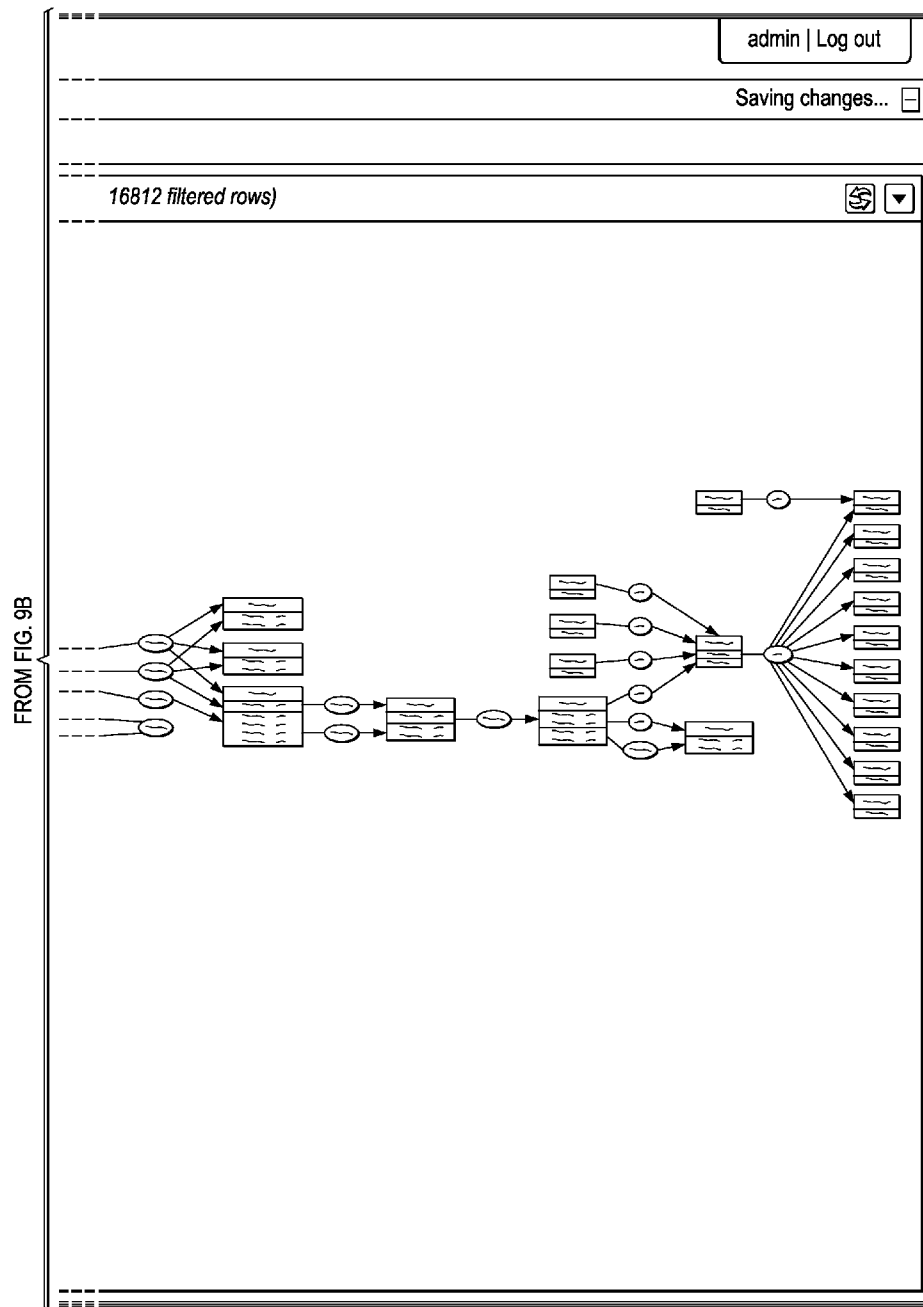 admin | Log out
Saving changes...
16812 filtered rows)
FROM FIG. 9B